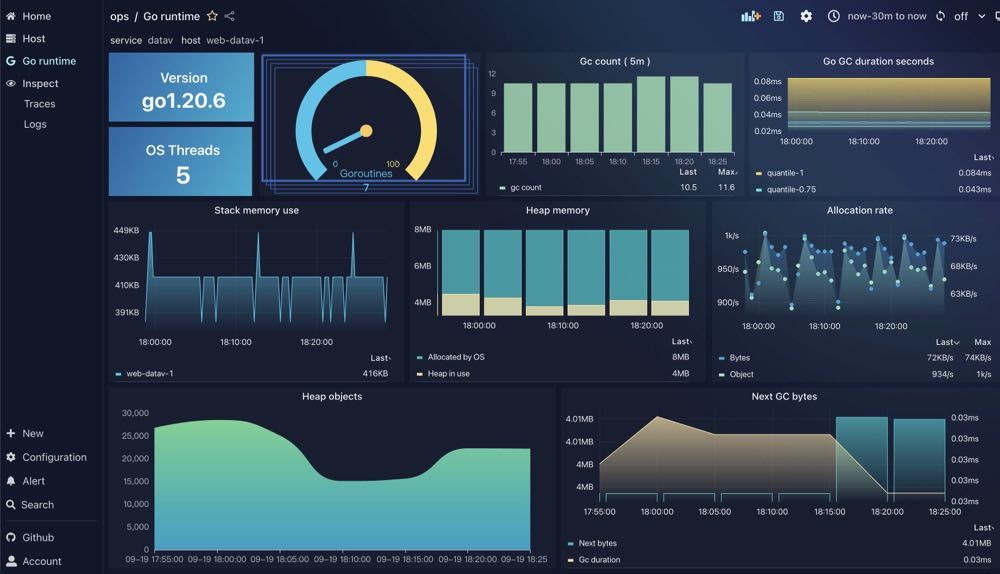 Home
Host
Go runtime
Inspect
Traces
Logs
New
Configuration
Alert
Search
Github
Account
ops / Go runtime
now-30m to now
off
service datav host web-datav-1
Version
go1.20.6
OS Threads
5
0
100
Goroutines
7
Gc count ( 5m )
12
9
6
3
0
17:55 18:00 18:05 18:10 18:15 18:20 18:25
Last Max
gc count 10.5 11.6
Go GC duration seconds
0.08ms
0.06ms
0.04ms
0.02ms
18:00:00 18:10:00 18:20:00
Last
quantile-1 0.084ms
quantile-0.75 0.043ms
Stack memory use
449KB
430KB
410KB
391KB
18:00:00 18:10:00 18:20:00
Last
web-datav-1 416KB
Heap memory
8MB
6MB
4MB
18:00:00 18:10:00 18:20:00
Last
Allocated by OS 8MB
Heap in use 4MB
Allocation rate
1k/s 73KB/s
950/s 68KB/s
900/s 63KB/s
18:00:00 18:10:00 18:20:00
Last Max
Bytes 72KB/s 74KB/s
Object 934/s 1k/s
Heap objects
30,000
25,000
20,000
15,000
10,000
5,000
0
09-19 17:55:00 09-19 18:00:00 09-19 18:05:00 09-19 18:10:00 09-19 18:15:00 09-19 18:20:00 09-19 18:25
Next GC bytes
4.01MB 0.03ms
4.01MB 0.03ms
4MB 0.03ms
4MB 0.03ms
0.03ms
17:55:00 18:00:00 18:05:00 18:10:00 18:15:00 18:20:00 18:25:00
Last
Next bytes 4.01MB
Gc duration 0.03ms